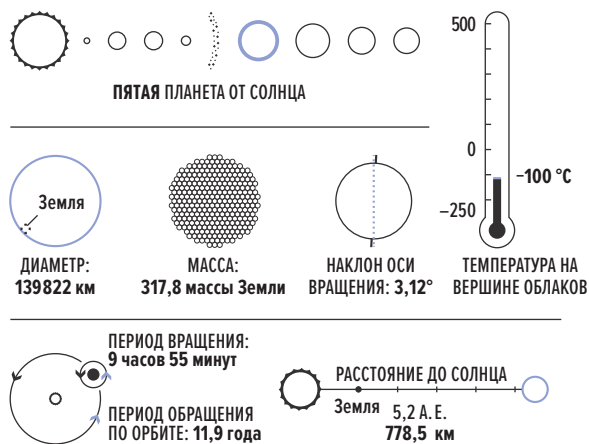 ПЯТАЯ ПЛАНЕТА ОТ СОЛНЦА
500
0
–100 °C
–250
Земля
ДИАМЕТР:
139822 км
МАССА:
317,8 массы Земли
НАКЛОН ОСИ
ВРАЩЕНИЯ: 3,12°
ТЕМПЕРАТУРА НА
ВЕРШИНЕ ОБЛАКОВ
ПЕРИОД ВРАЩЕНИЯ:
9 часов 55 минут
ПЕРИОД ОБРАЩЕНИЯ
ПО ОРБИТЕ: 11,9 года
РАССТОЯНИЕ ДО СОЛНЦА
Земля
5,2 А. Е.
778,5 км